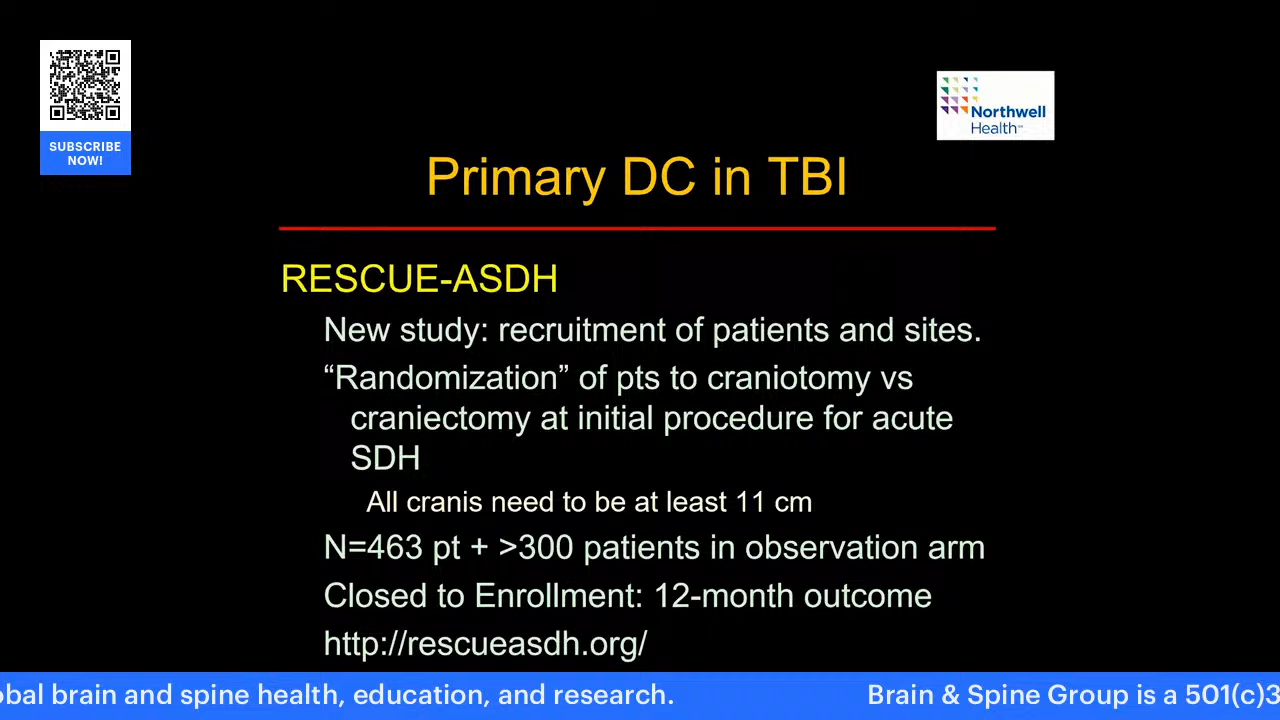 SUBSCRIBE
NOW!
Northwell
Health™
Primary DC in TBI
RESCUE-ASDH
New study: recruitment of patients and sites.
“Randomization” of pts to craniotomy vs
craniectomy at initial procedure for acute
SDH
All cranis need to be at least 11 cm
N=463 pt + >300 patients in observation arm
Closed to Enrollment: 12-month outcome
http://rescueasdh.org/
obal brain and spine health, education, and research. Brain & Spine Group is a 501(c)3